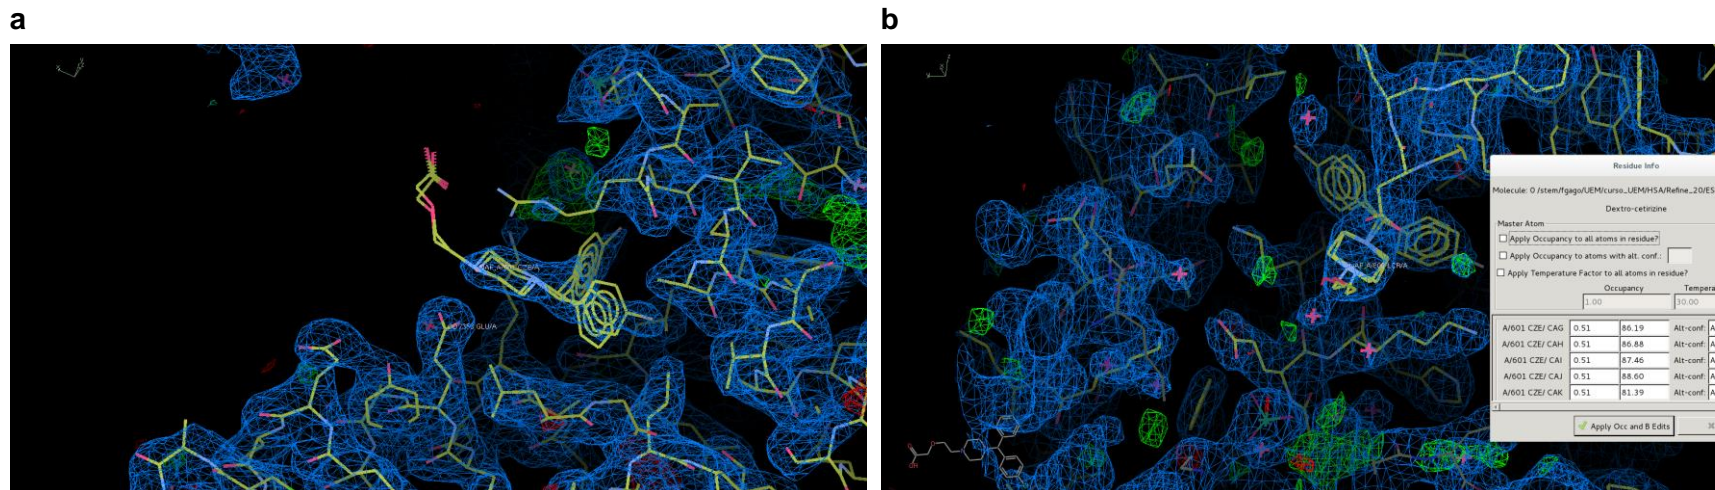 a
b
GLU/A
Residue Info
Molecule: 0 /stem/fgago/UEM/curso_UEM/HSA/Refine_20/ES
Dextro-cetirizine
Master Atom
Apply Occupancy to all atoms in residue?
Apply Occupancy to atoms with alt. conf.:
Apply Temperature Factor to all atoms in residue?
Occupancy Tempera
1.00 30.00
A/601 CZE/ CAG 0.51 86.19 Alt-conf: A
A/601 CZE/ CAH 0.51 86.88 Alt-conf: A
A/601 CZE/ CAI 0.51 87.46 Alt-conf: A
A/601 CZE/ CAJ 0.51 88.60 Alt-conf: A
A/601 CZE/ CAK 0.51 81.39 Alt-conf: A
Apply Occ and B Edits